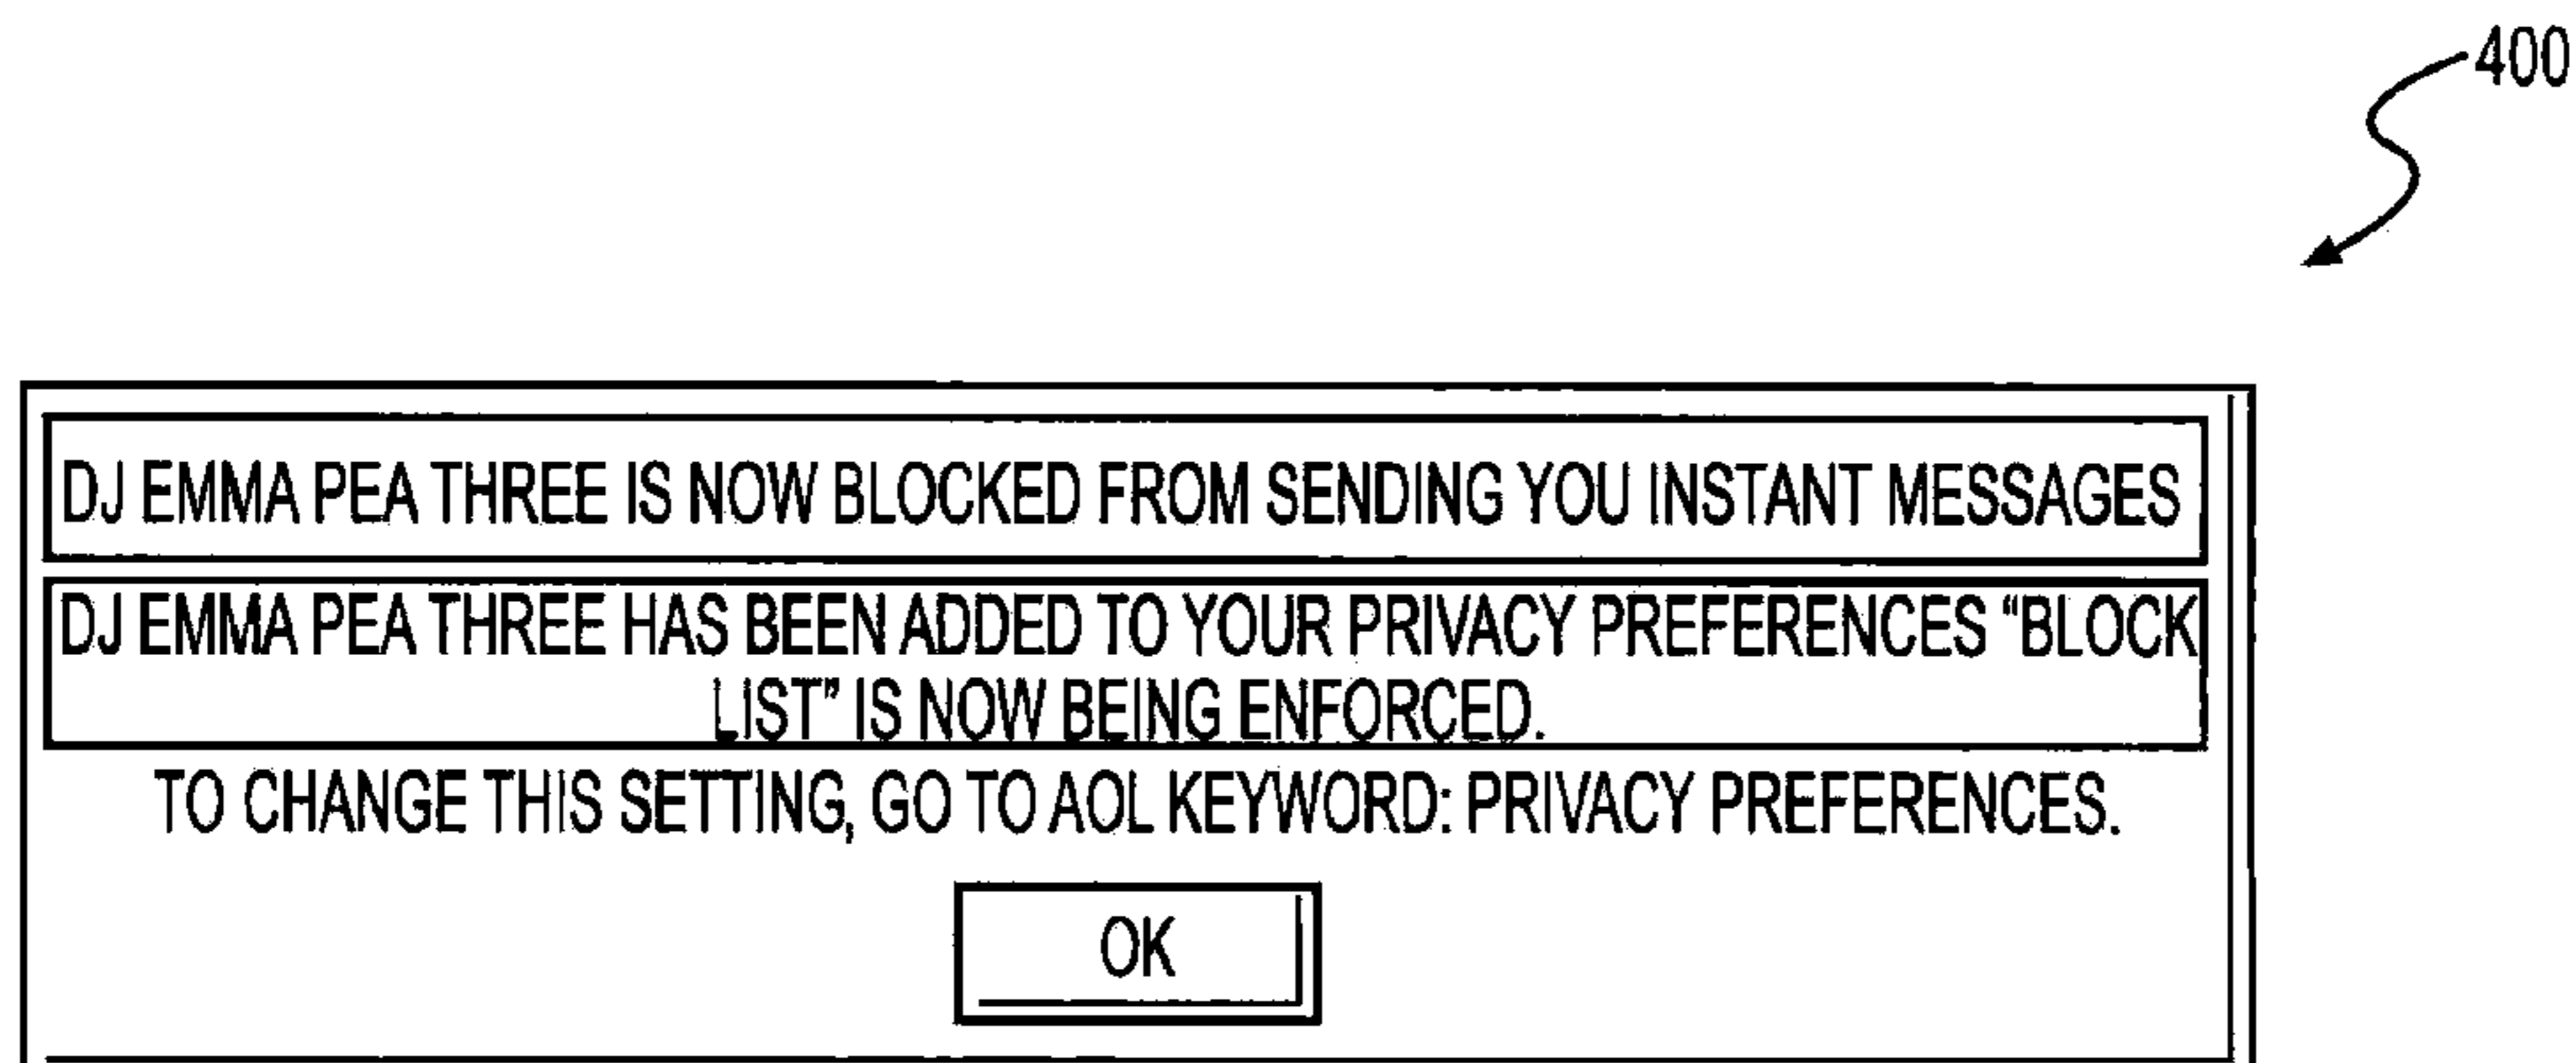 400
DJ EMMA PEA THREE IS NOW BLOCKED FROM SENDING YOU INSTANT MESSAGES
DJ EMMA PEA THREE HAS BEEN ADDED TO YOUR PRIVACY PREFERENCES “BLOCK
LIST” IS NOW BEING ENFORCED.
TO CHANGE THIS SETTING, GO TO AOL KEYWORD: PRIVACY PREFERENCES.
OK